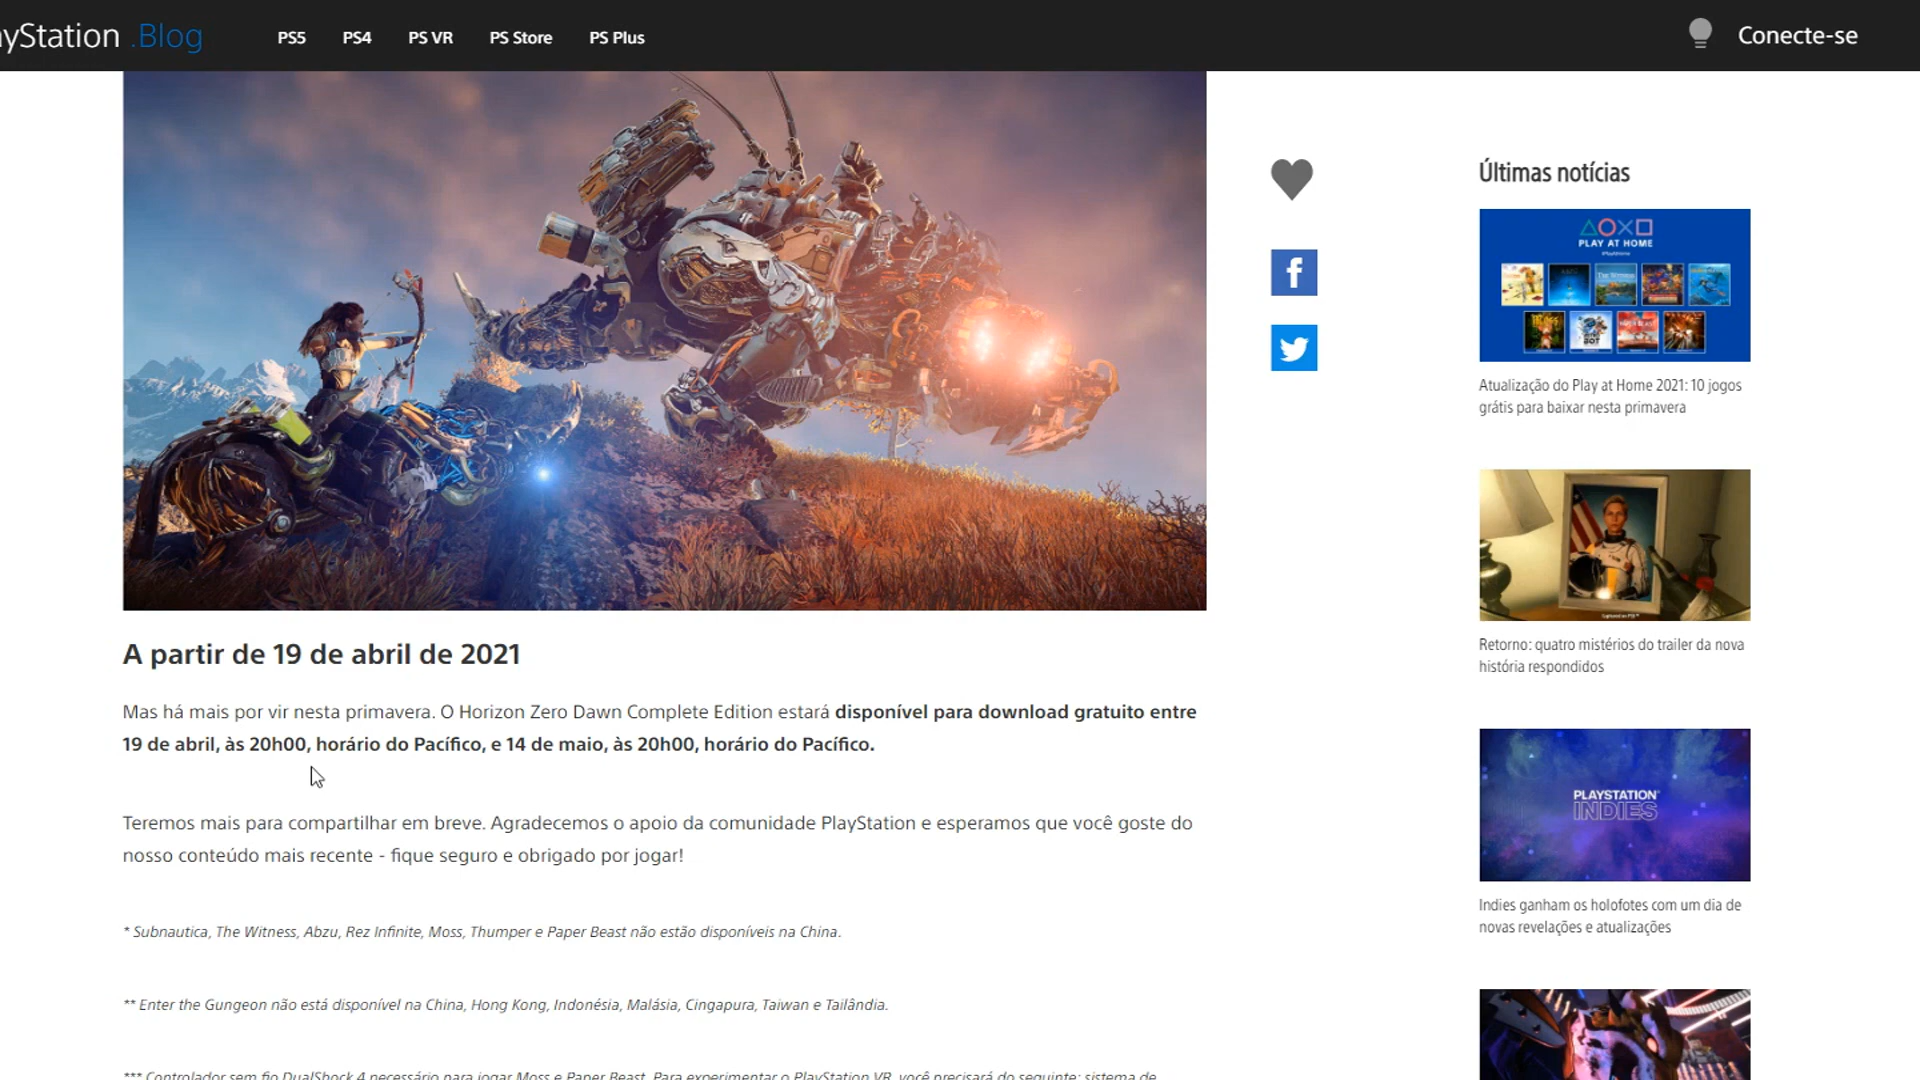 ayStation .Blog
PS5 PS4 PS VR PS Store PS Plus
Conecte-se
A partir de 19 de abril de 2021
Mas há mais por vir nesta primavera. O Horizon Zero Dawn Complete Edition estará disponível para download gratuito entre
19 de abril, às 20h00, horário do Pacífico, e 14 de maio, às 20h00, horário do Pacífico.
Teremos mais para compartilhar em breve. Agradecemos o apoio da comunidade PlayStation e esperamos que você goste do
nosso conteúdo mais recente - fique seguro e obrigado por jogar!
* Subnautica, The Witness, Abzu, Rez Infinite, Moss, Thumper e Paper Beast não estão disponíveis na China.
** Enter the Gungeon não está disponível na China, Hong Kong, Indonésia, Malásia, Cingapura, Taiwan e Tailândia.
*** Controlador sem fio DualShock 4 necessário para jogar Moss e Paper Beast. Para experimentar o PlayStation VR, você precisará do seguinte: sistema de
Últimas notícias
PLAY AT HOME
Atualização do Play at Home 2021: 10 jogos
grátis para baixar nesta primavera
Retorno: quatro mistérios do trailer da nova
história respondidos
PLAYSTATION
INDIES
Indies ganham os holofotes com um dia de
novas revelações e atualizações